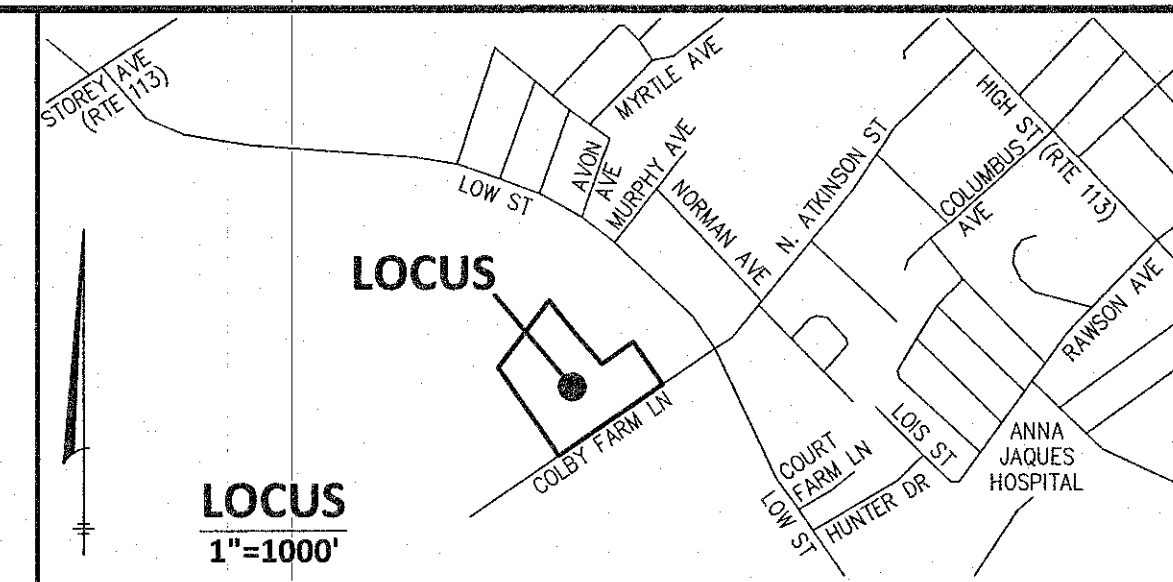 STOREY AVE
(RTE 113)
LOW ST
AVON
AVE
MYRTLE AVE
MURPHY AVE
NORMAN AVE
N. ATKINSON ST
HIGH ST
(RTE 113)
COLUMBUS
AVE
RAWSON AVE
LOCUS
COLBY FARM LN
LOIS ST
ANNA
JAQUES
HOSPITAL
COURT
FARM LN
HUNTER DR
LOW ST
LOCUS
1"=1000'